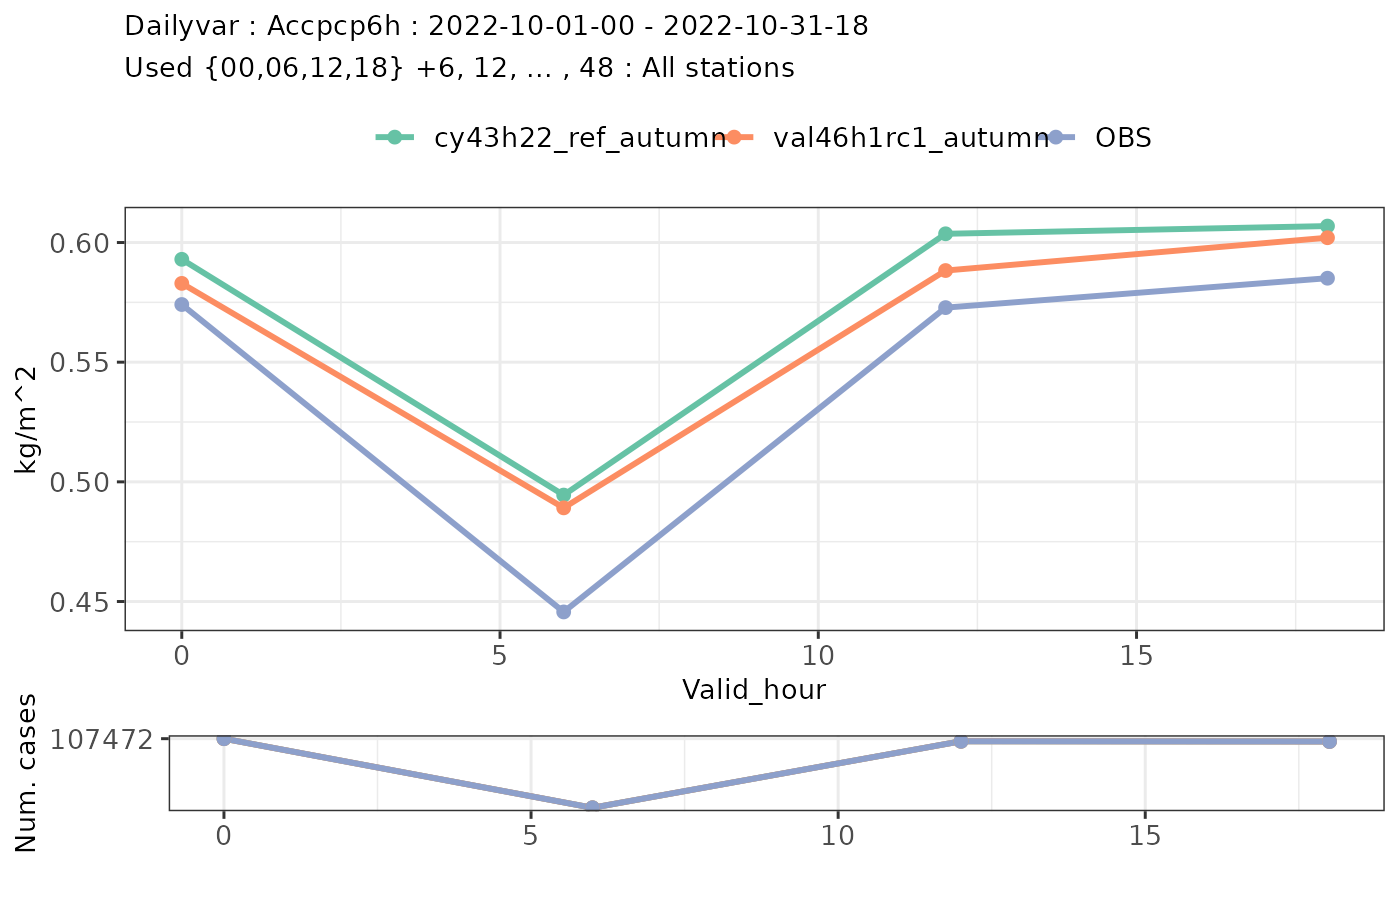 Dailyvar : Accpcp6h : 2022-10-01-00 - 2022-10-31-18
Used {00,06,12,18} +6, 12, ... , 48 : All stations
cy43h22_ref_autumn val46h1rc1_autumn OBS
kg/m^2
0.60
0.55
0.50
0.45
0 5 10 15
Valid_hour
Num. cases
107472
0 5 10 15